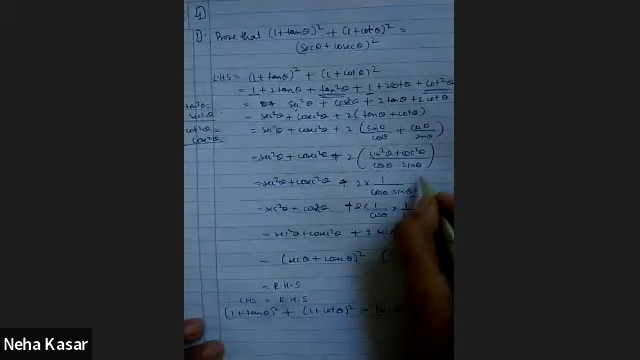 Q
1) Prove that (1+tanθ)² + (1+cotθ)² =
(secθ + cosecθ)²
LHS = (1+tanθ)² + (1+cotθ)²
= 1 + 2tanθ + tan²θ + 1 + 2cotθ + cot²θ
= sec²θ + cosec²θ + 2tanθ + 2cotθ
= sec²θ + cosec²θ + 2(tanθ + cotθ)
= sec²θ + cosec²θ + 2(sinθ/cosθ + cosθ/sinθ)
= sec²θ + cosec²θ + 2(sin²θ + cos²θ/cosθ·sinθ)
= sec²θ + cosec²θ + 2 × 1/cosθ·sinθ
= sec²θ + cosθ + 2 × 1/cosθ ×
= sec²θ + cosec²θ + 2 sec
= (secθ + cosecθ)²
= R.H.S
∴ LHS = R.H.S
(1+tanθ)² + (1+cotθ)² =
Neha Kasar